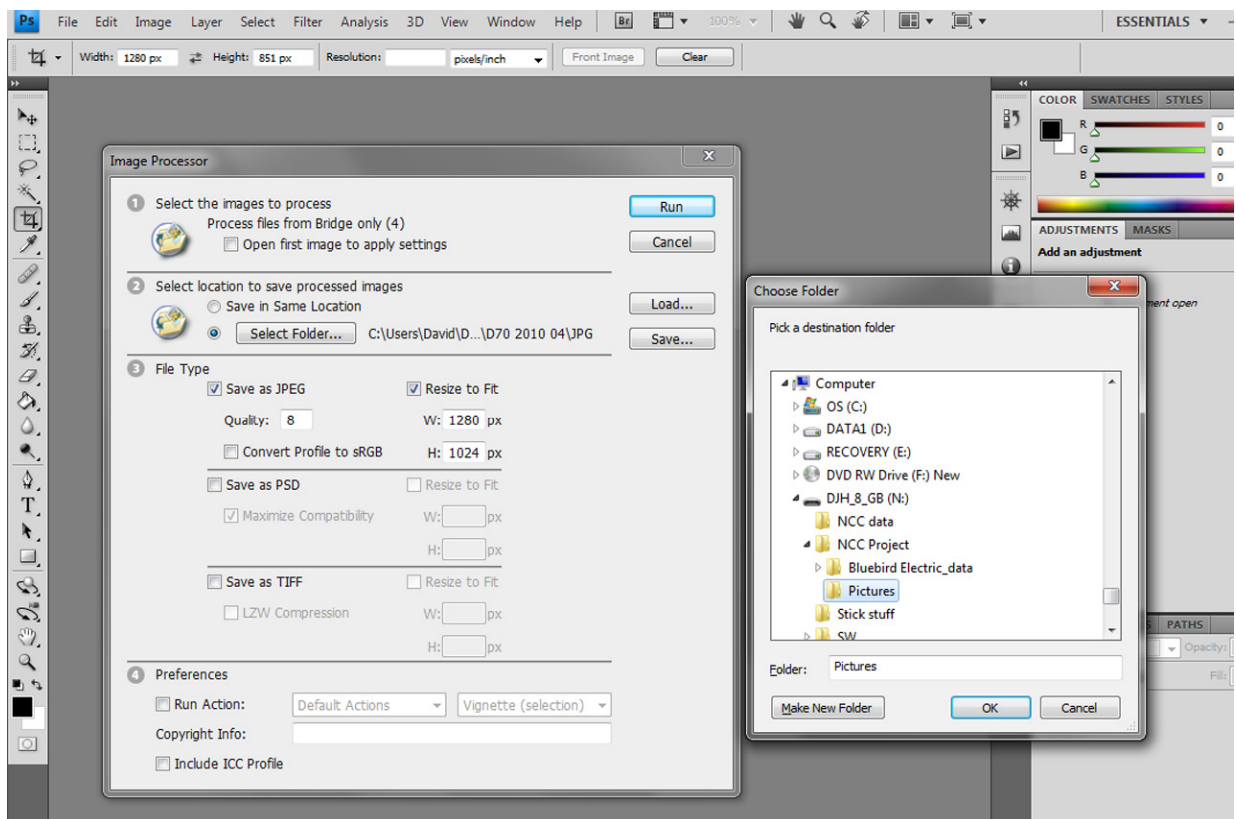 Ps File Edit Image Layer Select Filter Analysis 3D View Window Help Br 100% ESSENTIALS
Width: 1280 px Height: 851 px Resolution: pixels/inch Front Image Clear
COLOR SWATCHES STYLES
R 0
G 0
B 0
ADJUSTMENTS MASKS
Add an adjustment
ment open
PATHS
Opacity:
Fill:
Image Processor
1 Select the images to process
Process files from Bridge only (4)
Open first image to apply settings
Run
Cancel
2 Select location to save processed images
Save in Same Location
Select Folder... C:\Users\David\D...\D70 2010 04\JPG
Load...
Save...
3 File Type
Save as JPEG Resize to Fit
Quality: 8 W: 1280 px
Convert Profile to sRGB H: 1024 px
Save as PSD Resize to Fit
Maximize Compatibility W: px
H: px
Save as TIFF Resize to Fit
LZW Compression W: px
H: px
4 Preferences
Run Action: Default Actions Vignette (selection)
Copyright Info:
Include ICC Profile
Choose Folder
Pick a destination folder
Computer
OS (C:)
DATA1 (D:)
RECOVERY (E:)
DVD RW Drive (F:) New
DJH_8_GB (N:)
NCC data
NCC Project
Bluebird Electric_data
Pictures
Stick stuff
SW
Folder: Pictures
Make New Folder OK Cancel